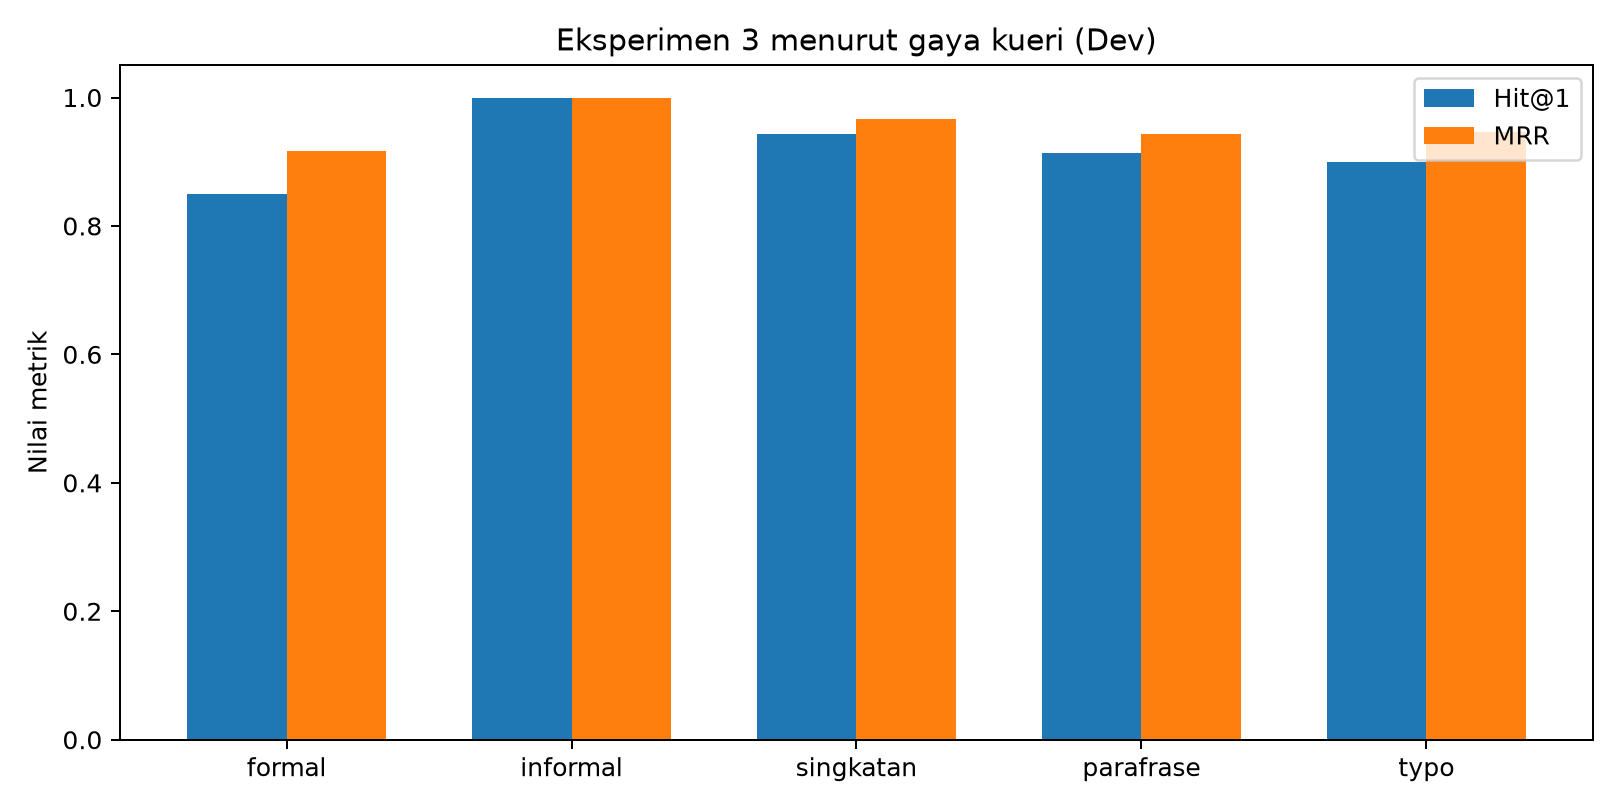 Eksperimen 3 menurut gaya kueri (Dev)
Hit@1
MRR
Nilai metrik
1.0
0.8
0.6
0.4
0.2
0.0
formal informal singkatan parafrase typo